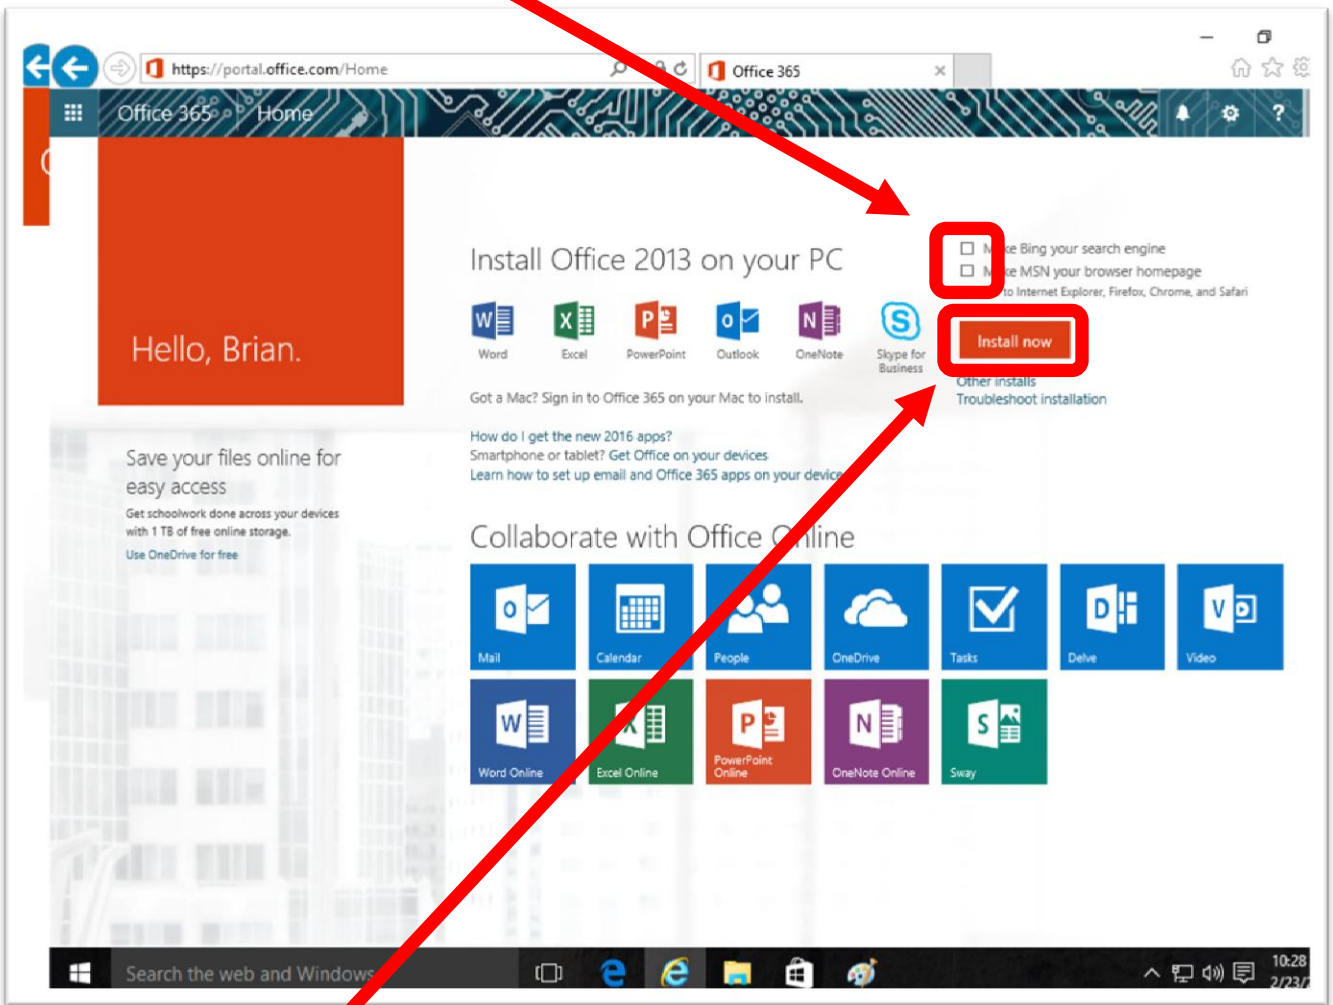 https://portal.office.com/Home
Office 365
Office 365
Home
Hello, Brian.
Save your files online for
easy access
Get schoolwork done across your devices
with 1 TB of free online storage.
Use OneDrive for free
Install Office 2013 on your PC
Word
Excel
PowerPoint
Outlook
OneNote
Skype for
Business
Got a Mac? Sign in to Office 365 on your Mac to install.
How do I get the new 2016 apps?
Smartphone or tablet? Get Office on your devices
Learn how to set up email and Office 365 apps on your device
Bing your search engine
MSN your browser homepage
to Internet Explorer, Firefox, Chrome, and Safari
Install now
Other installs
Troubleshoot installation
Collaborate with Office Online
Mail
Calendar
People
OneDrive
Tasks
Delve
Video
Word Online
Excel Online
PowerPoint
Online
OneNote Online
Sway
Search the web and Windows
10:28
2/23/